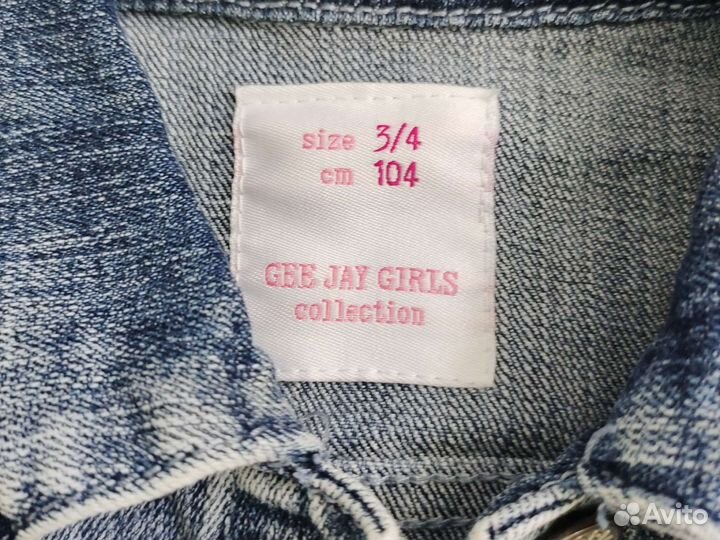 size 3/4
cm 104
GEE JAY GIRLS
collection
Avito